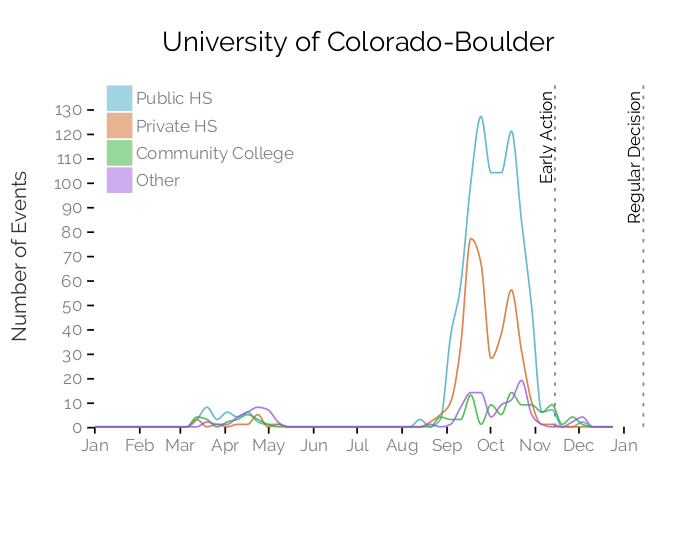 University of Colorado-Boulder
Public HS
Private HS
Community College
Other
Early Action
Regular Decision
Number of Events
130
120
110
100
90
80
70
60
50
40
30
20
10
0
Jan Feb Mar Apr May Jun Jul Aug Sep Oct Nov Dec Jan